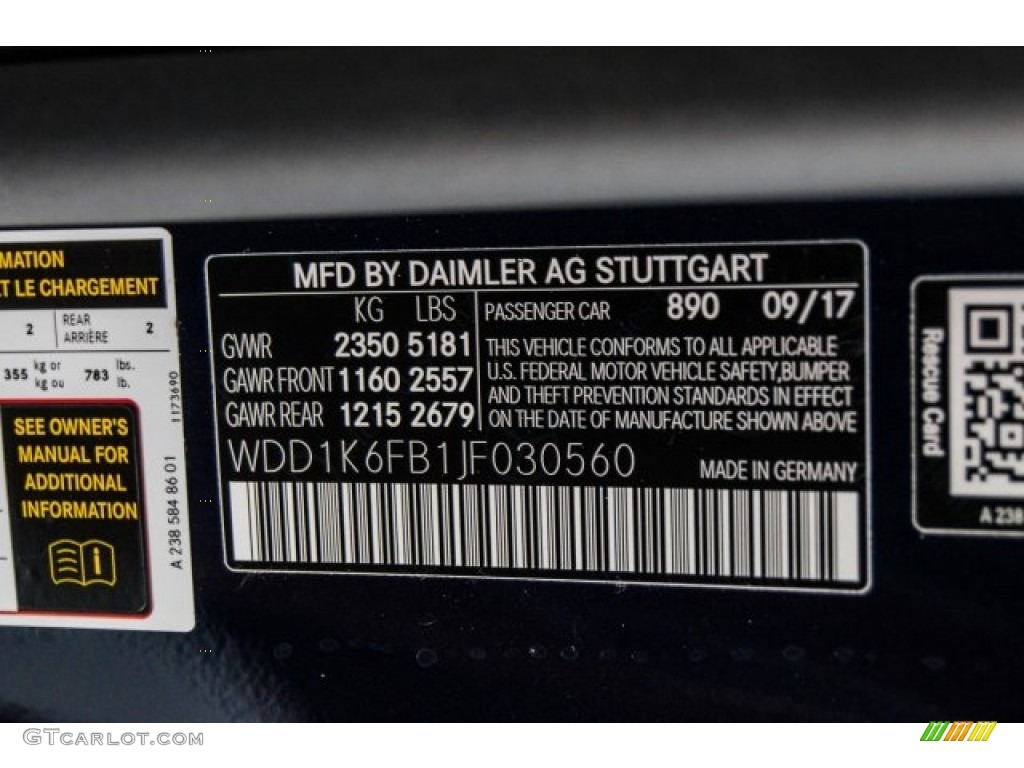 MATION
ET LE CHARGEMENT
2 REAR ARRIÈRE 2
355 kg or kg ou 783 lbs. lb.
SEE OWNER'S
MANUAL FOR
ADDITIONAL
INFORMATION
A 238 584 86 01
1173690
MFD BY DAIMLER AG STUTTGART
KG LBS
GWR 2350 5181
GAWR FRONT 1160 2557
GAWR REAR 1215 2679
PASSENGER CAR 890 09/17
THIS VEHICLE CONFORMS TO ALL APPLICABLE
U.S. FEDERAL MOTOR VEHICLE SAFETY,BUMPER
AND THEFT PREVENTION STANDARDS IN EFFECT
ON THE DATE OF MANUFACTURE SHOWN ABOVE
WDD1K6FB1JF030560
MADE IN GERMANY
Rescue Card
A 238
GTCARLOT.COM